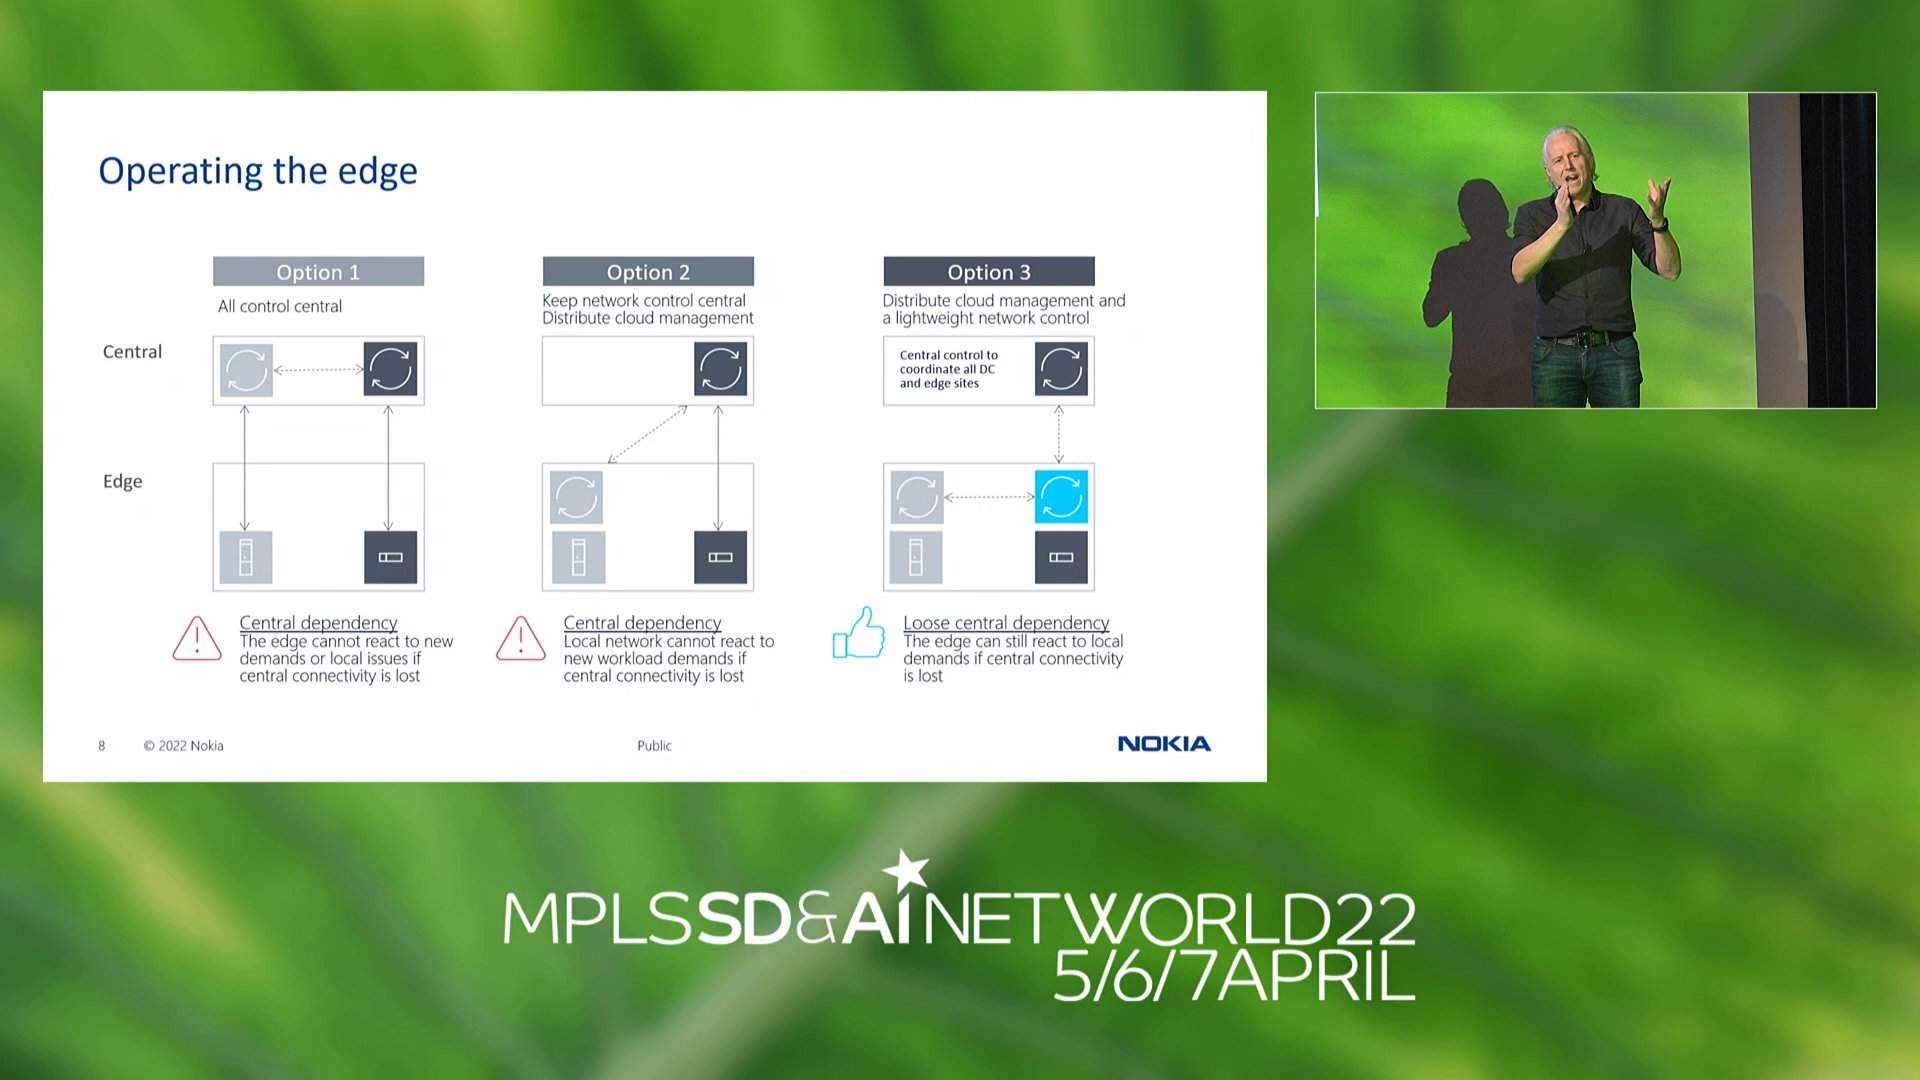 Operating the edge
Option 1
All control central
Option 2
Keep network control central
Distribute cloud management
Option 3
Distribute cloud management and
a lightweight network control
Central
Central control to
coordinate all DC
and edge sites
Edge
Central dependency
The edge cannot react to new
demands or local issues if
central connectivity is lost
Central dependency
Local network cannot react to
new workload demands if
central connectivity is lost
Loose central dependency
The edge can still react to local
demands if central connectivity
is lost
8
© 2022 Nokia
Public
NOKIA
MPLSSD&AINETWORLD22
5/6/7APRIL